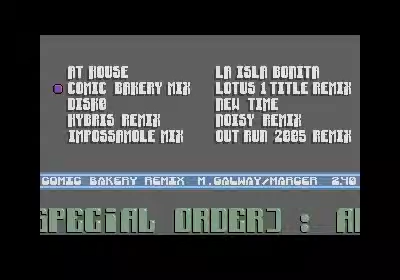 AT HOUSE
COMIC BAKERY MIX
DISKO
HYBRIS REMIX
IMPOSSAMOLE MIX
LA ISLA BONITA
LOTUS 1 TITLE REMIX
NEW TIME
NOISY REMIX
OUT RUN 2005 REMIX
COMIC BAKERY REMIX M.GALWAY/MARCER 2.40
SPECIAL ORDER) : A